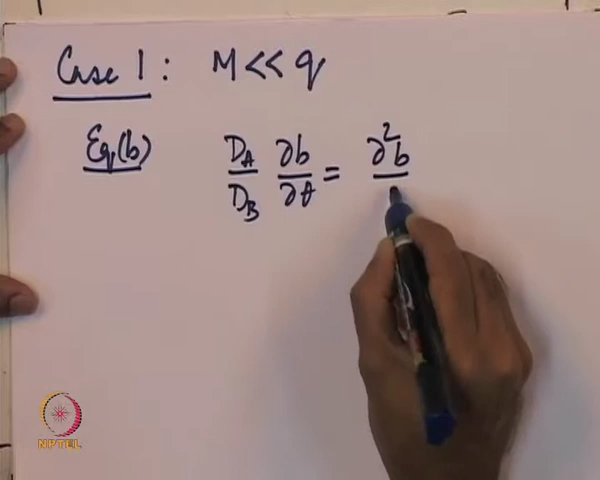 Case 1: M << q
Eq(b) D_A/D_B ∂b/∂θ = ∂²b/
NPTEL